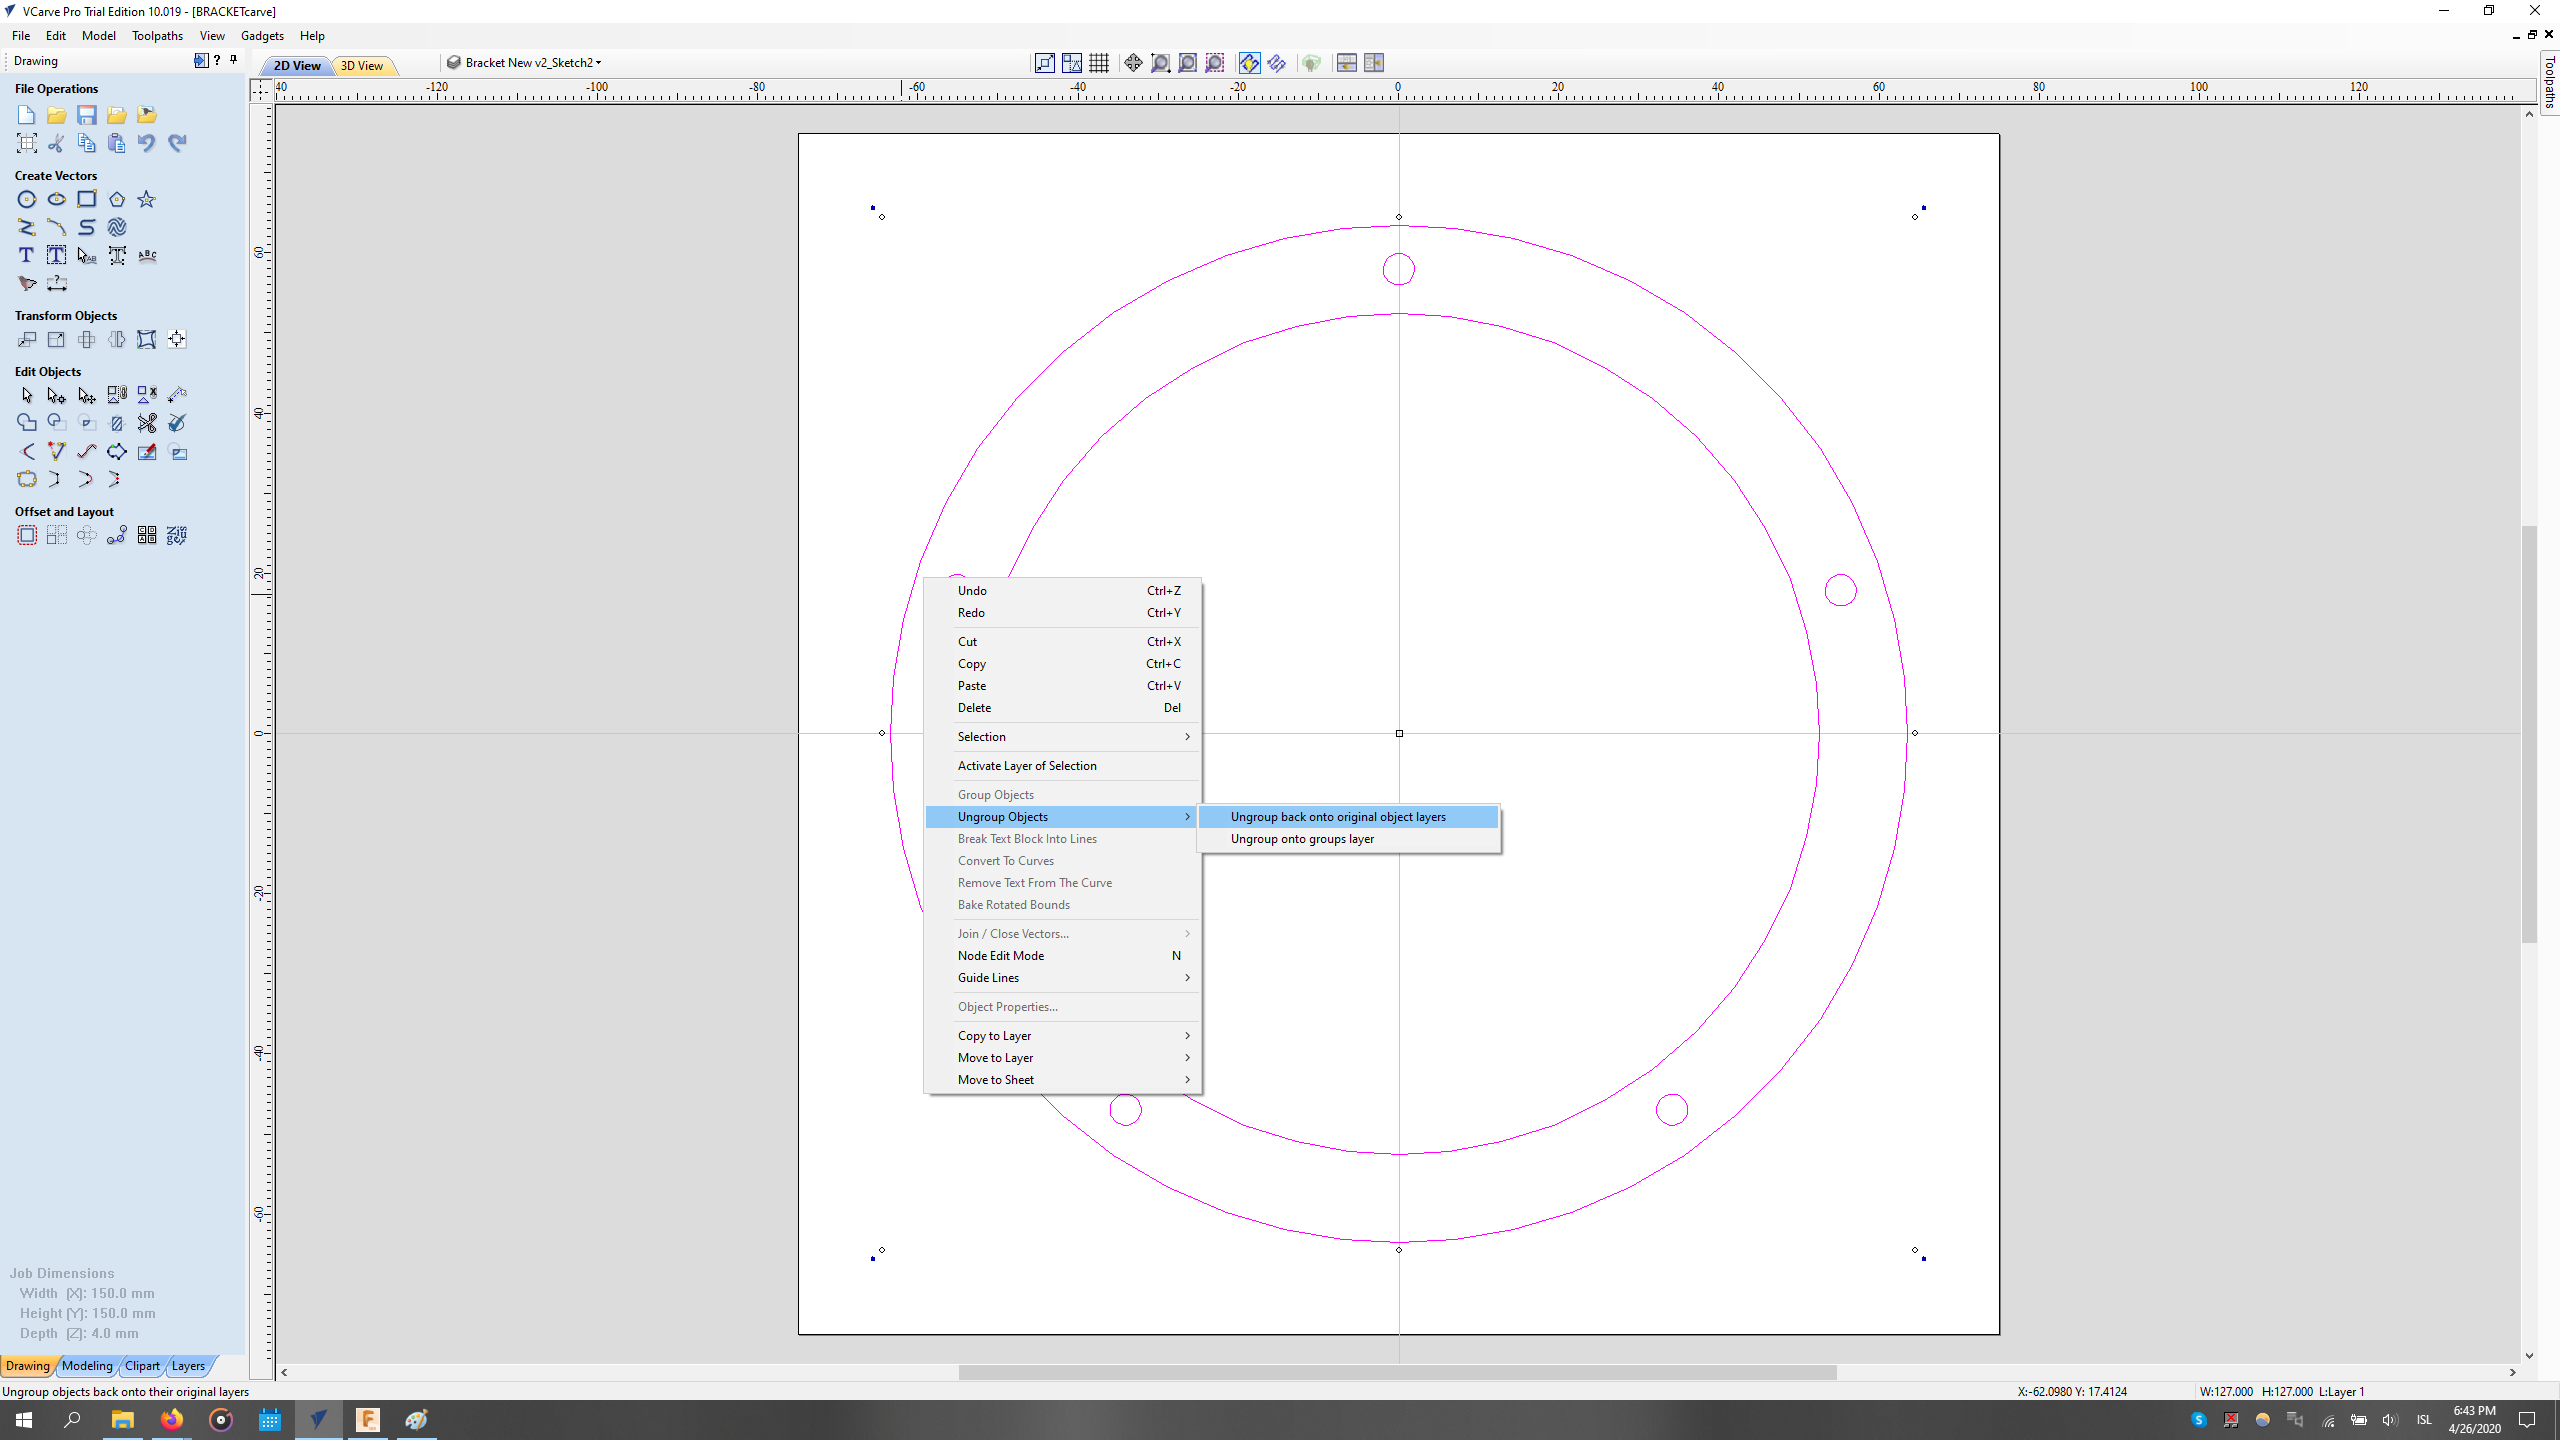 VCarve Pro Trial Edition 10.019 - [BRACKETcarve]
File Edit Model Toolpaths View Gadgets Help
Drawing ?
2D View 3D View Bracket New v2_Sketch2
Toolpaths
File Operations
Create Vectors
Transform Objects
Edit Objects
Offset and Layout
40 -120 -100 -80 -60 -40 -20 0 20 40 60 80 100 120
60
40
20
0
-20
-40
-60
Undo Ctrl+Z
Redo Ctrl+Y
Cut Ctrl+X
Copy Ctrl+C
Paste Ctrl+V
Delete Del
Selection
Activate Layer of Selection
Group Objects
Ungroup Objects
Break Text Block Into Lines
Convert To Curves
Remove Text From The Curve
Bake Rotated Bounds
Join / Close Vectors...
Node Edit Mode N
Guide Lines
Object Properties...
Copy to Layer
Move to Layer
Move to Sheet
Ungroup back onto original object layers
Ungroup onto groups layer
Job Dimensions
Width (X): 150.0 mm
Height (Y): 150.0 mm
Depth (Z): 4.0 mm
Drawing Modeling Clipart Layers
Ungroup objects back onto their original layers
X:-62.0980 Y: 17.4124
W:127.000 H:127.000 L:Layer 1
ISL
6:43 PM
4/26/2020